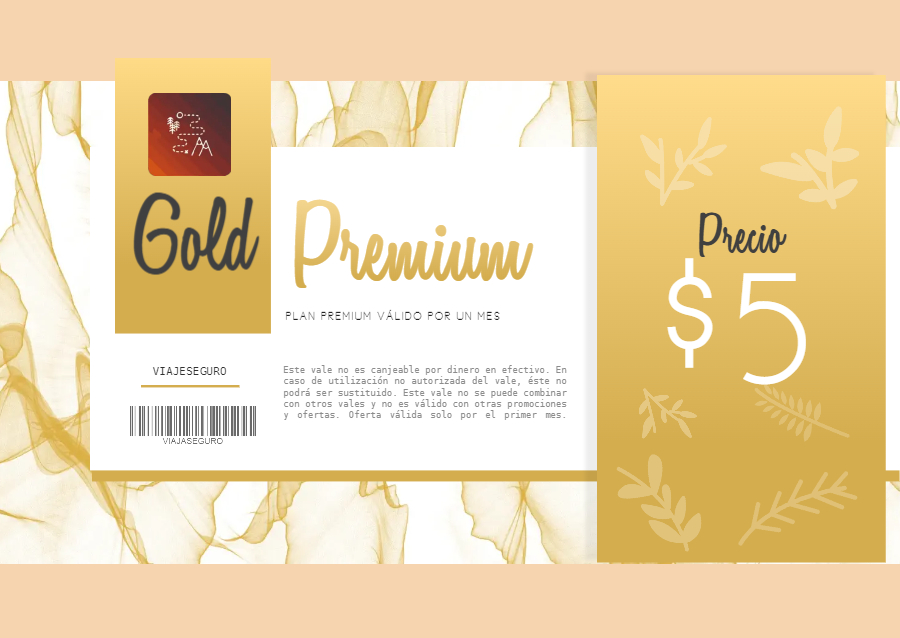 Gold
Premium
PLAN PREMIUM VÁLIDO POR UN MES
VIAJESEGURO
VIAJASEGURO
Este vale no es canjeable por dinero en efectivo. En
caso de utilización no autorizada del vale, éste no
podrá ser sustituido. Este vale no se puede combinar
con otros vales y no es válido con otras promociones
y ofertas. Oferta válida solo por el primer mes.
Precio
$5